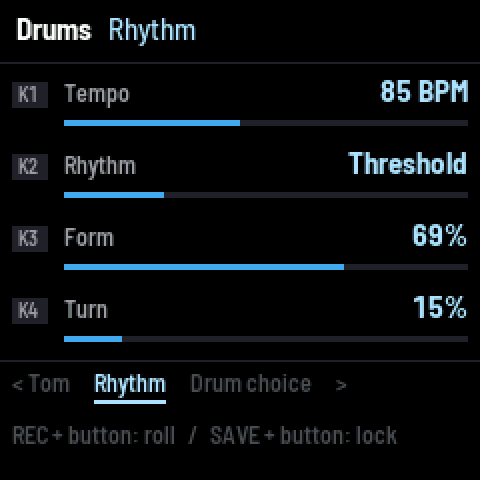 Drums Rhythm
K1 Tempo 85 BPM
K2 Rhythm Threshold
K3 Form 69%
K4 Turn 15%
< Tom Rhythm Drum choice >
REC + button: roll / SAVE + button: lock